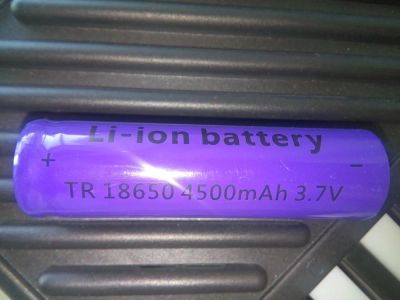 Li-ion battery
+ −
TR 18650 4500mAh 3.7V